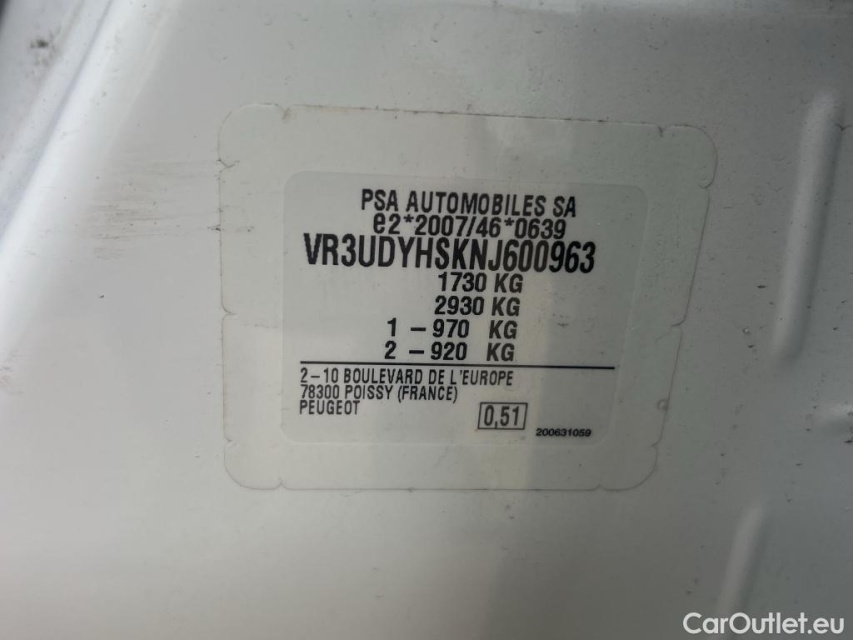 PSA AUTOMOBILES SA
e2*2007/46*0639
VR3UDYHSKNJ600963
1730 KG
2930 KG
1 – 970 KG
2 – 920 KG
2–10 BOULEVARD DE L'EUROPE
78300 POISSY (FRANCE)
PEUGEOT
0,51
200631059
CarOutlet.eu